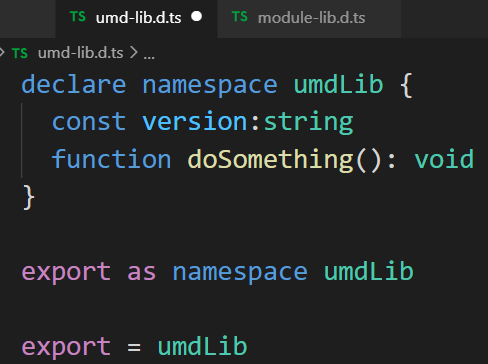 TS umd-lib.d.ts TS module-lib.d.ts
TS umd-lib.d.ts > ...
declare namespace umdLib {
const version:string
function doSomething(): void
}
export as namespace umdLib
export = umdLib